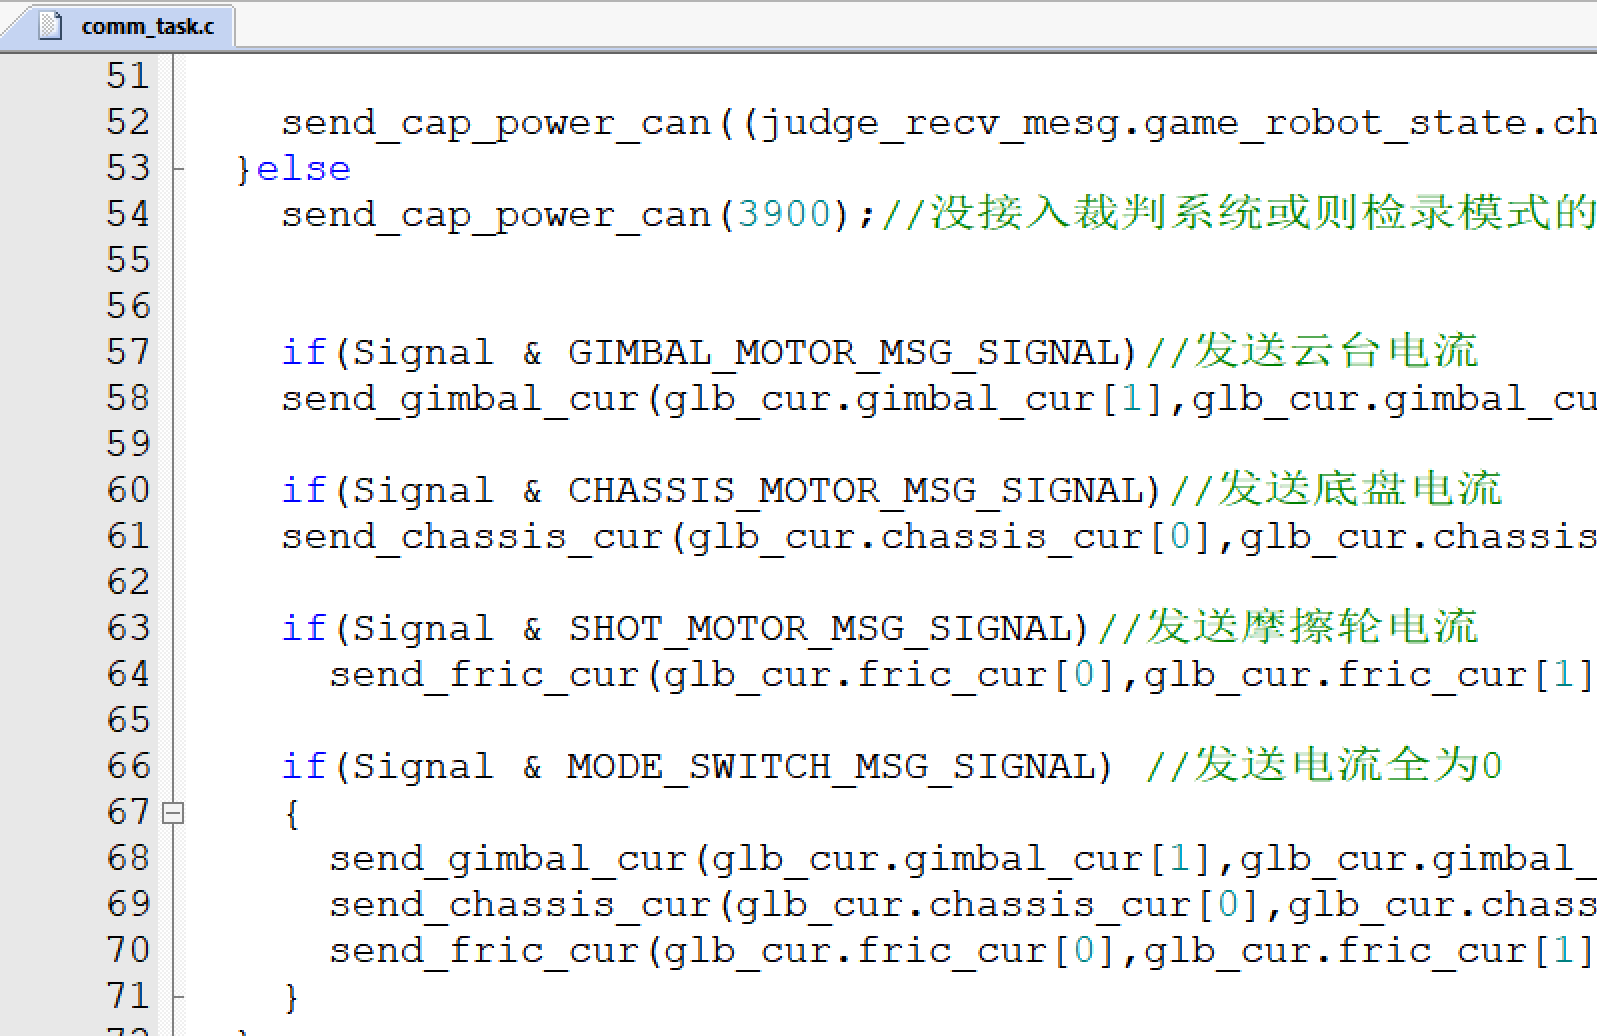 comm_task.c
51
52 send_cap_power_can((judge_recv_mesg.game_robot_state.ch
53 }else
54 send_cap_power_can(3900);//没接入裁判系统或则检录模式的
55
56
57 if(Signal & GIMBAL_MOTOR_MSG_SIGNAL)//发送云台电流
58 send_gimbal_cur(glb_cur.gimbal_cur[1],glb_cur.gimbal_cu
59
60 if(Signal & CHASSIS_MOTOR_MSG_SIGNAL)//发送底盘电流
61 send_chassis_cur(glb_cur.chassis_cur[0],glb_cur.chassis
62
63 if(Signal & SHOT_MOTOR_MSG_SIGNAL)//发送摩擦轮电流
64 send_fric_cur(glb_cur.fric_cur[0],glb_cur.fric_cur[1]
65
66 if(Signal & MODE_SWITCH_MSG_SIGNAL) //发送电流全为0
67 {
68 send_gimbal_cur(glb_cur.gimbal_cur[1],glb_cur.gimbal_
69 send_chassis_cur(glb_cur.chassis_cur[0],glb_cur.chass
70 send_fric_cur(glb_cur.fric_cur[0],glb_cur.fric_cur[1]
71 }